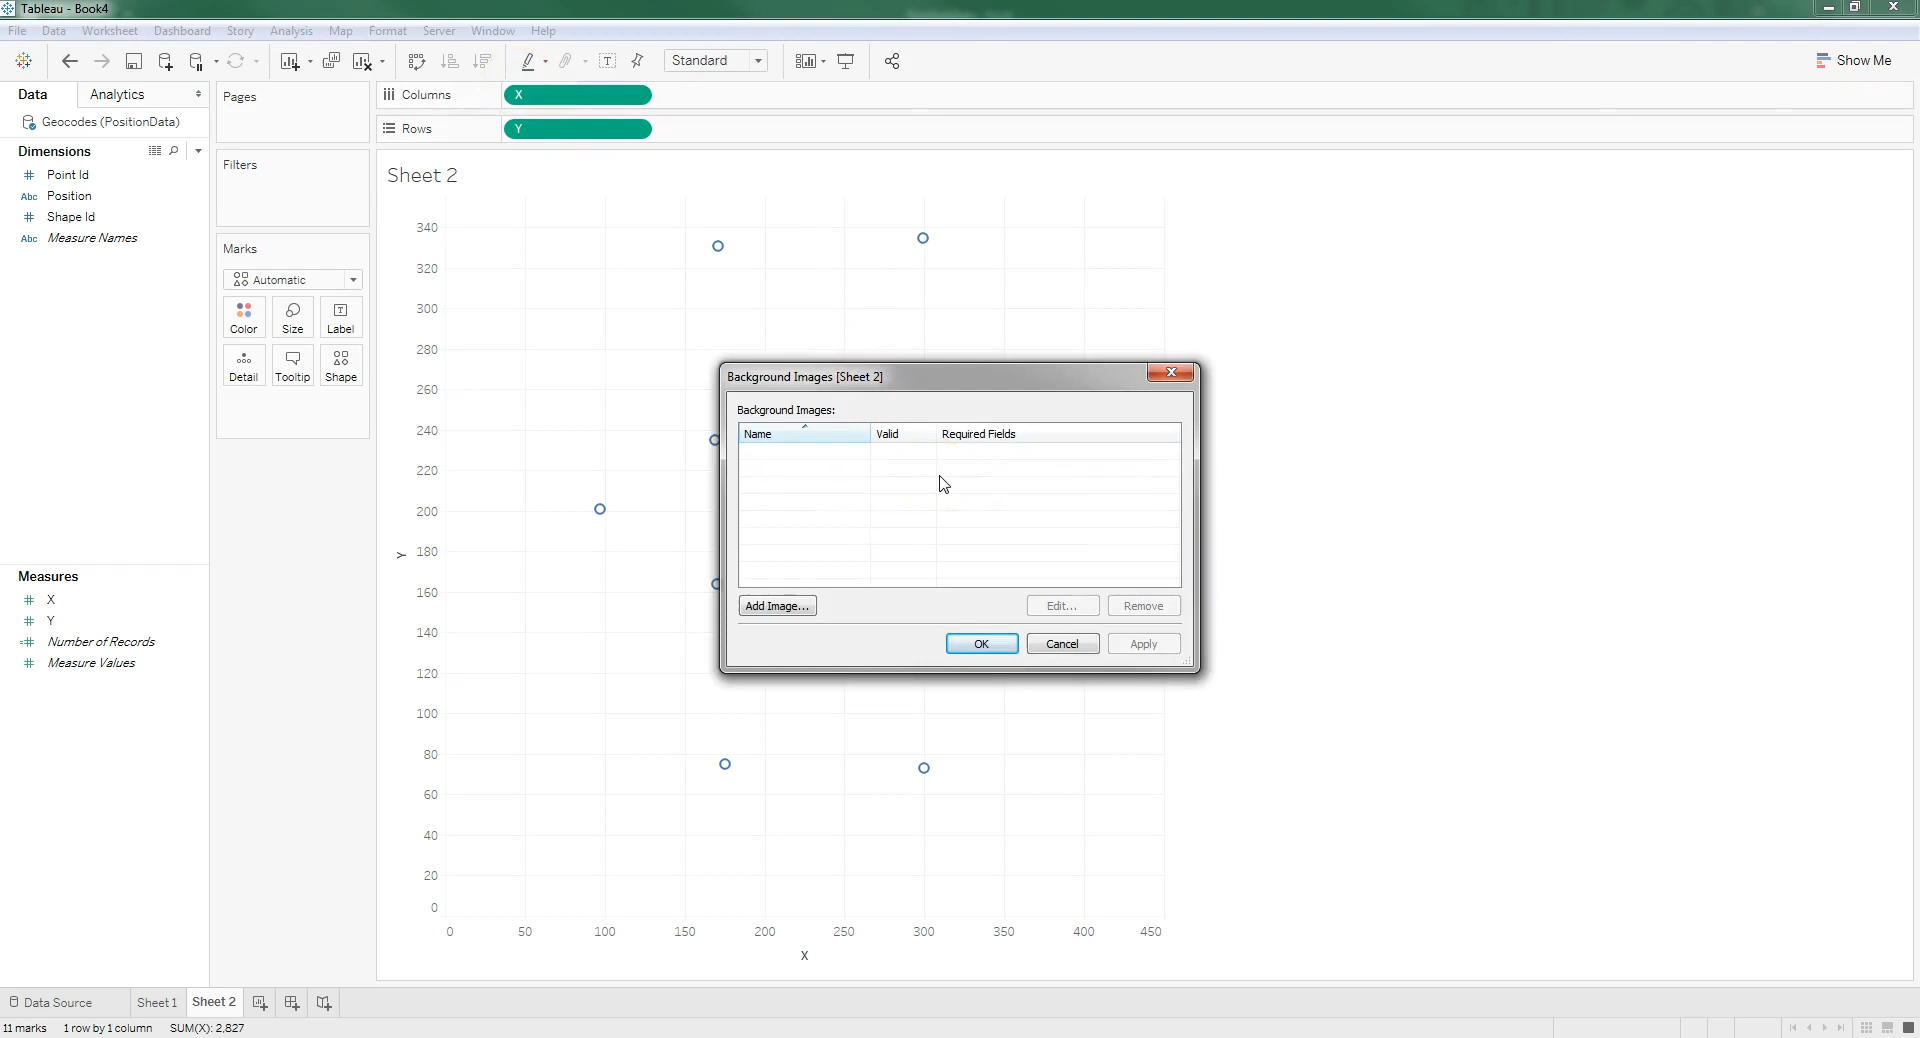 Tableau - Book4
File Data Worksheet Dashboard Story Analysis Map Format Server Window Help
Standard
Show Me
Data Analytics
Geocodes (PositionData)
Dimensions
Point Id
Abc Position
Shape Id
Abc Measure Names
Measures
X
Y
Number of Records
Measure Values
Pages
Filters
Marks
Automatic
Color Size Label
Detail Tooltip Shape
Columns X
Rows Y
Sheet 2
340
320
300
280
260
240
220
200
180
160
140
120
100
80
60
40
20
0
Y
0 50 100 150 200 250 300 350 400 450
X
Background Images [Sheet 2]
Background Images:
Name Valid Required Fields
Add Image... Edit... Remove
OK Cancel Apply
Data Source Sheet 1 Sheet 2
11 marks 1 row by 1 column SUM(X): 2,827